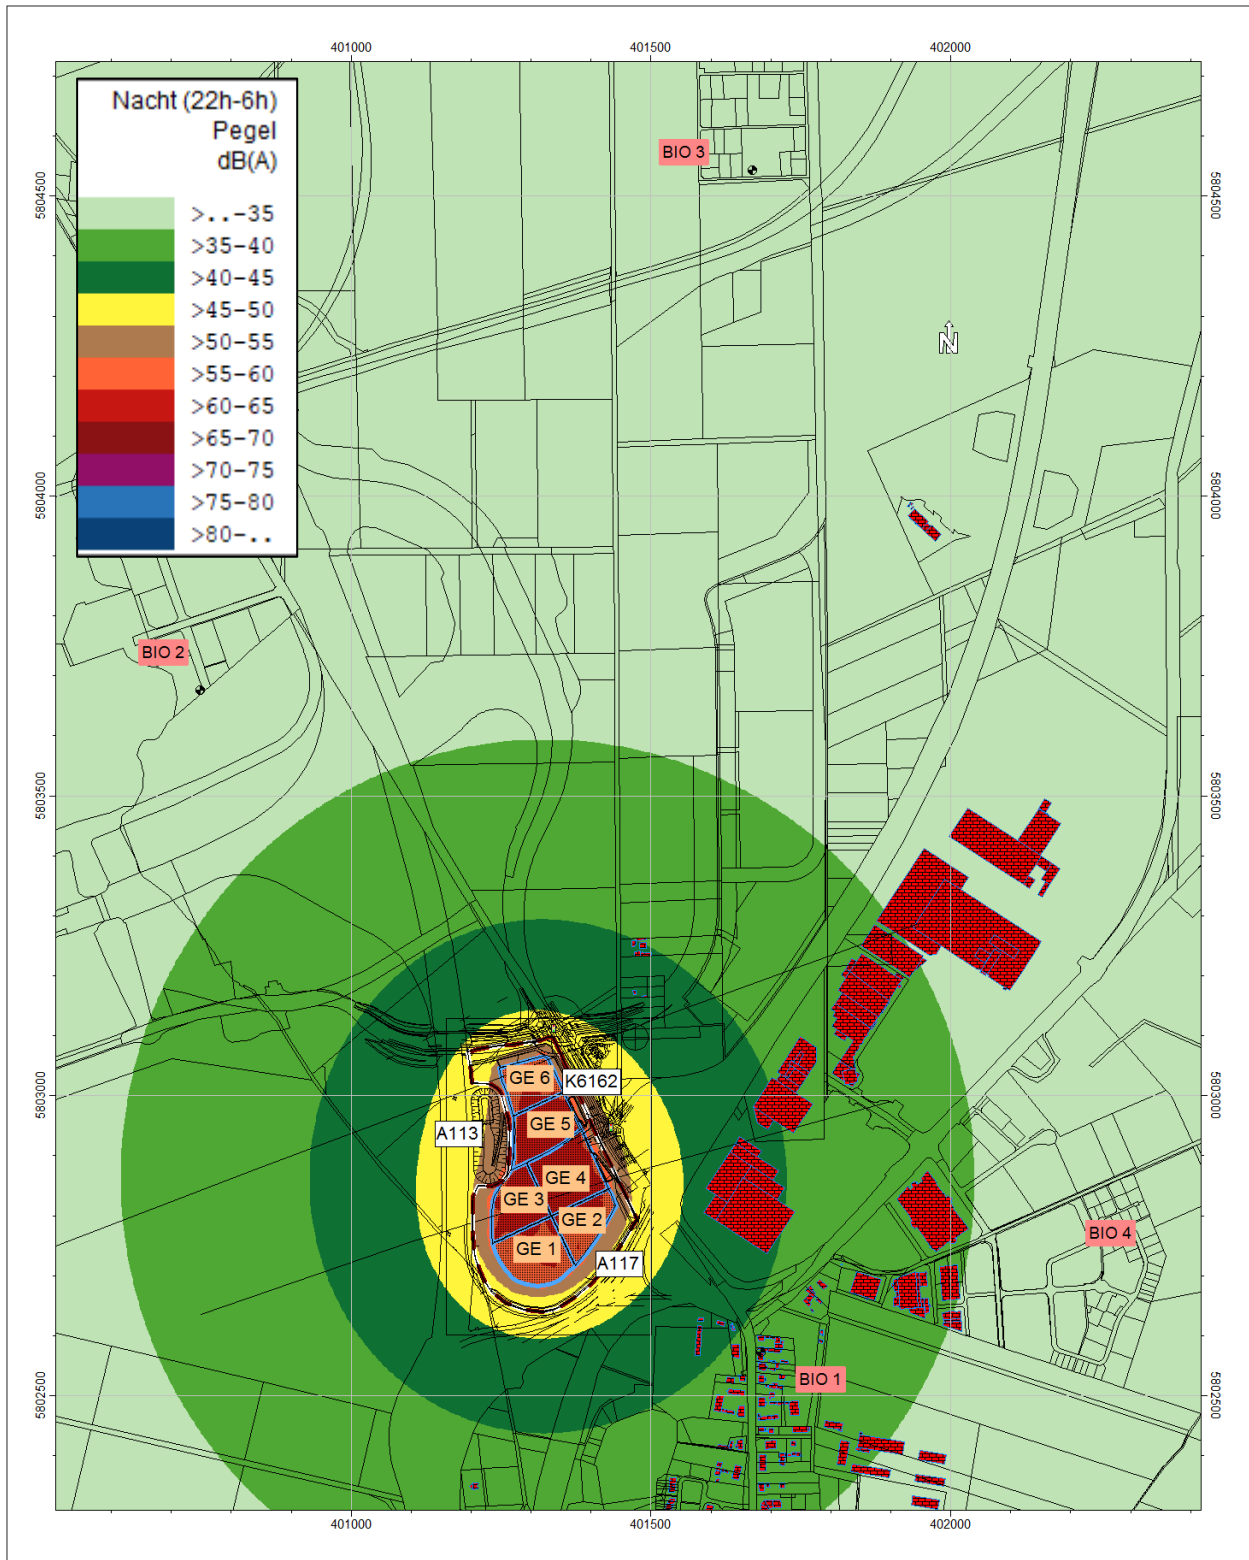 401000
401500
402000
Nacht (22h-6h)
Pegel
dB(A)
>..-35
>35-40
>40-45
>45-50
>50-55
>55-60
>60-65
>65-70
>70-75
>75-80
>80-..
BIO 3
5804500
5804500
N
5804000
5804000
BIO 2
5803500
5803500
GE 6
K6162
5803000
5803000
GE 5
A113
GE 4
GE 3
GE 2
BIO 4
GE 1
A117
BIO 1
5802500
5802500
401000
401500
402000